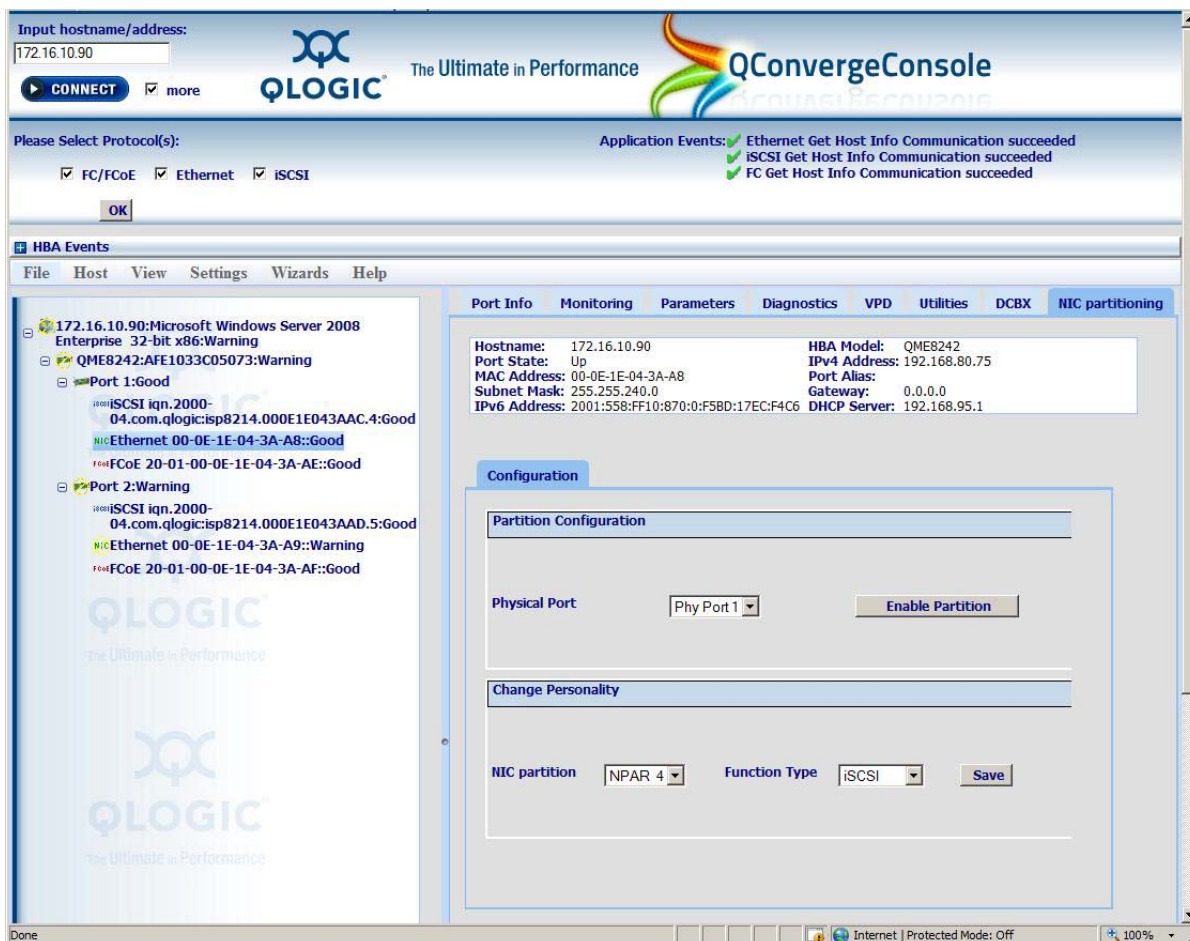 Input hostname/address:
172.16.10.90
CONNECT
more
QLOGIC
The Ultimate in Performance
QConvergeConsole
Please Select Protocol(s):
FC/FCoE Ethernet iSCSI
OK
Application Events: Ethernet Get Host Info Communication succeeded
iSCSI Get Host Info Communication succeeded
FC Get Host Info Communication succeeded
HBA Events
File Host View Settings Wizards Help
172.16.10.90:Microsoft Windows Server 2008
Enterprise 32-bit x86:Warning
QME8242:AFE1033C05073:Warning
Port 1:Good
iSCSI iqn.2000-
04.com.qlogic:isp8214.000E1E043AAC.4:Good
NIC Ethernet 00-0E-1E-04-3A-A8::Good
FCoE FCoE 20-01-00-0E-1E-04-3A-AE::Good
Port 2:Warning
iSCSI iqn.2000-
04.com.qlogic:isp8214.000E1E043AAD.5:Good
NIC Ethernet 00-0E-1E-04-3A-A9::Warning
FCoE FCoE 20-01-00-0E-1E-04-3A-AF::Good
QLOGIC
The Ultimate in Performance
QLOGIC
The Ultimate in Performance
Port Info Monitoring Parameters Diagnostics VPD Utilities DCBX NIC partitioning
Hostname: 172.16.10.90 HBA Model: QME8242
Port State: Up IPv4 Address: 192.168.80.75
MAC Address: 00-0E-1E-04-3A-A8 Port Alias:
Subnet Mask: 255.255.240.0 Gateway: 0.0.0.0
IPv6 Address: 2001:558:FF10:870:0:F5BD:17EC:F4C6 DHCP Server: 192.168.95.1
Configuration
Partition Configuration
Physical Port Phy Port 1 Enable Partition
Change Personality
NIC partition NPAR 4 Function Type iSCSI Save
Done Internet | Protected Mode: Off 100%